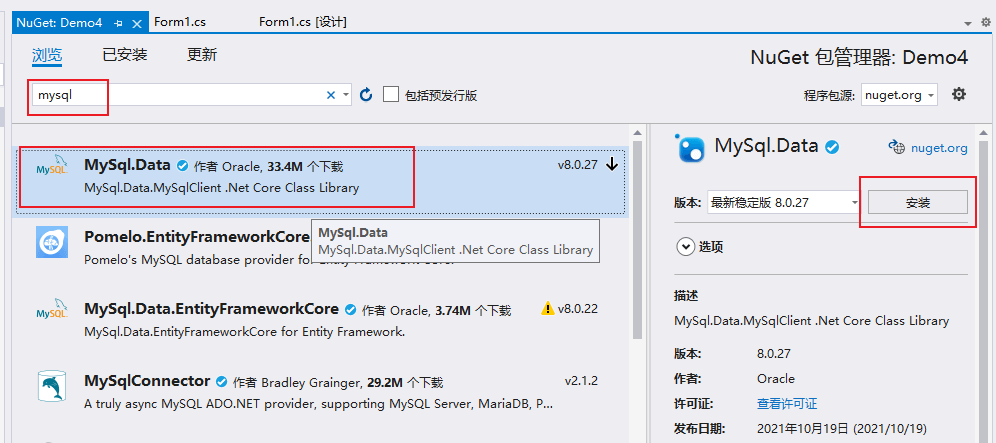 NuGet: Demo4
Form1.cs
Form1.cs [设计]
浏览
已安装
更新
NuGet 包管理器: Demo4
mysql
包括预发行版
程序包源: nuget.org
MySQL
MySql.Data 作者 Oracle, 33.4M 个下载
v8.0.27
MySql.Data.MySqlClient .Net Core Class Library
Pomelo.EntityFrameworkCore
Pomelo's MySQL database provider for
MySql.Data
MySql.Data.MySqlClient .Net Core Class Library
MySQL
MySql.Data.EntityFrameworkCore 作者 Oracle, 3.74M 个下载
v8.0.22
MySql.Data.EntityFrameworkCore for Entity Framework.
MySqlConnector 作者 Bradley Grainger, 29.2M 个下载
v2.1.2
A truly async MySQL ADO.NET provider, supporting MySQL Server, MariaDB, P...
MySql.Data
nuget.org
版本: 最新稳定版 8.0.27
安装
选项
描述
MySql.Data.MySqlClient .Net Core Class Library
版本: 8.0.27
作者: Oracle
许可证: 查看许可证
发布日期: 2021年10月19日 (2021/10/19)